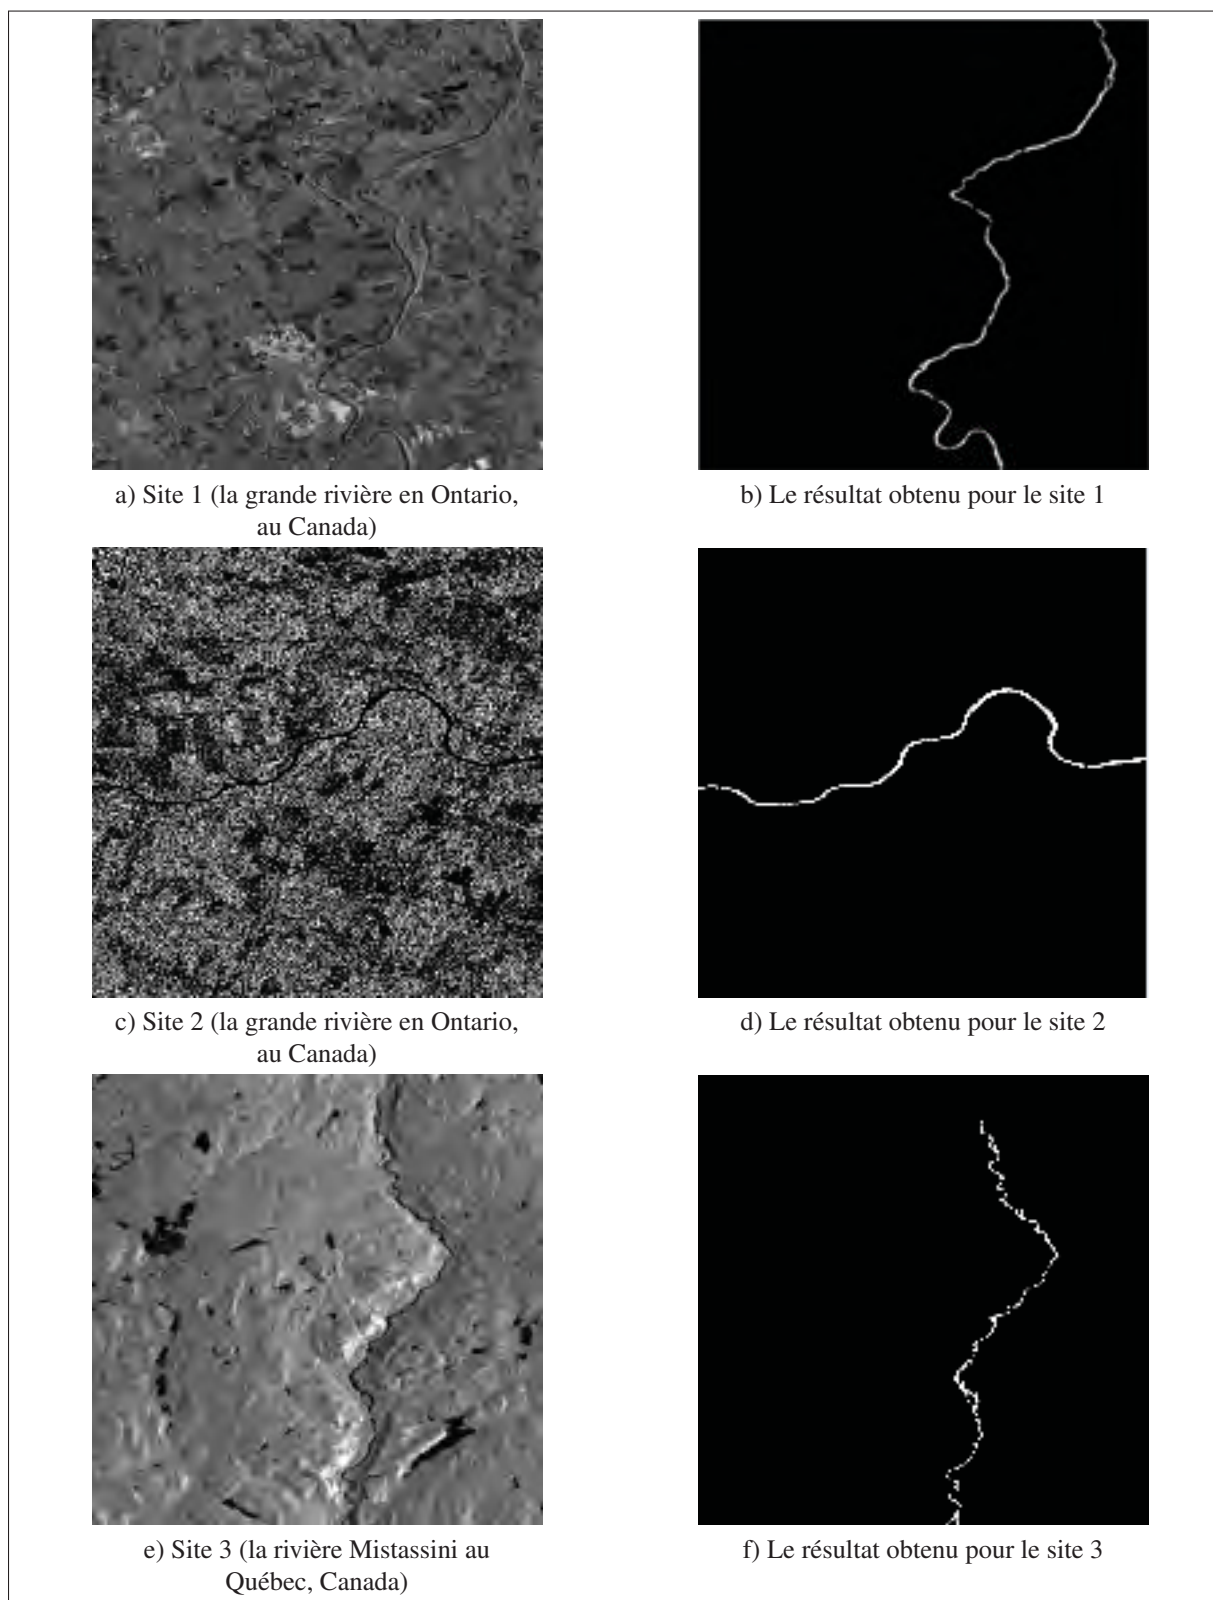 a) Site 1 (la grande rivière en Ontario,
au Canada)
b) Le résultat obtenu pour le site 1
c) Site 2 (la grande rivière en Ontario,
au Canada)
d) Le résultat obtenu pour le site 2
e) Site 3 (la rivière Mistassini au
Québec, Canada)
f) Le résultat obtenu pour le site 3